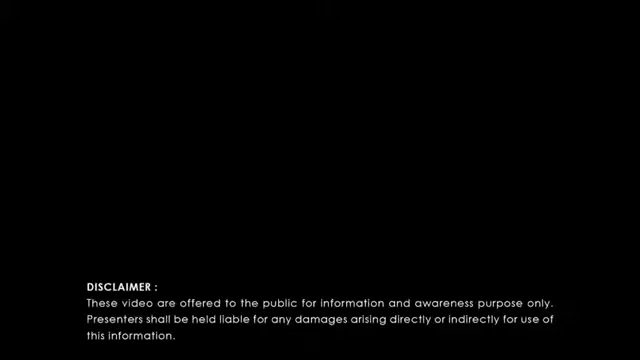 DISCLAIMER :
These video are offered to the public for information and awareness purpose only.
Presenters shall be held liable for any damages arising directly or indirectly for use of
this information.